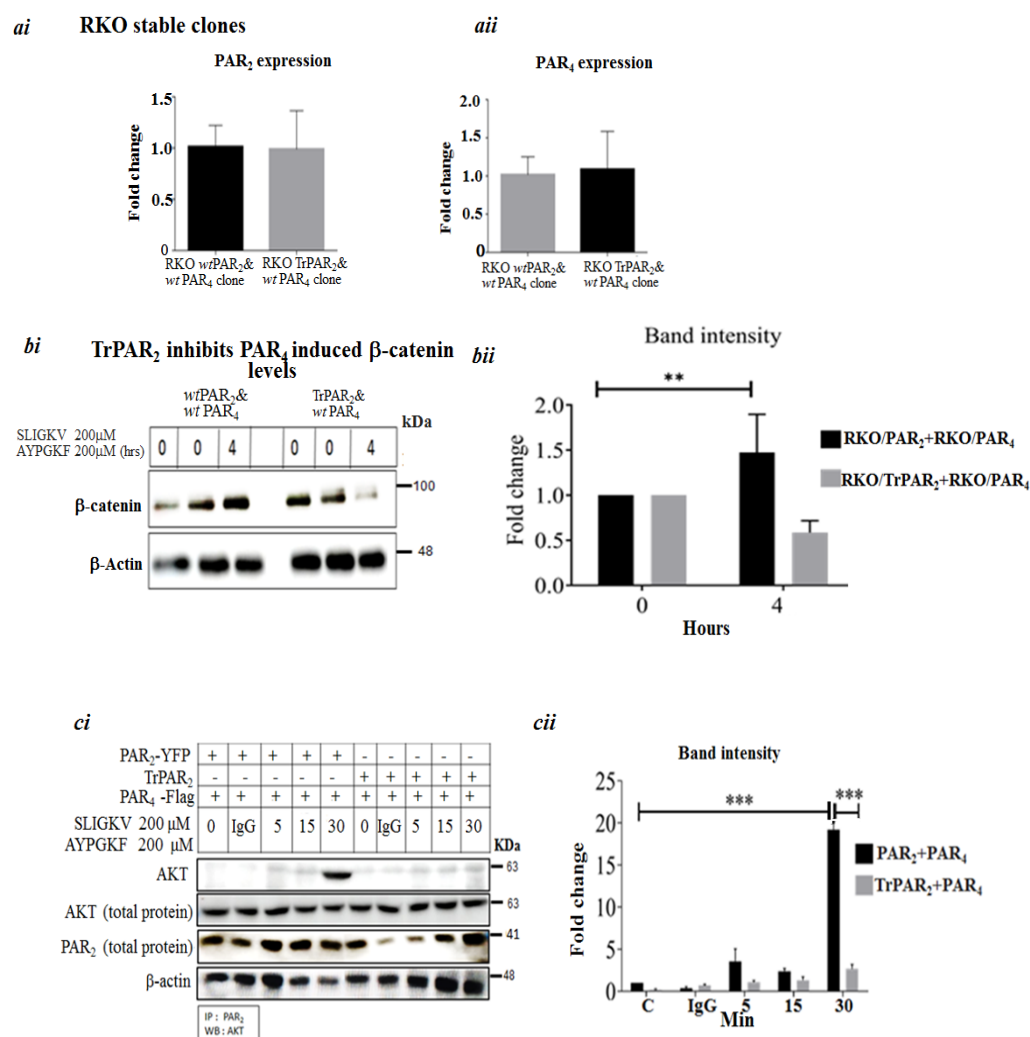 ai RKO stable clones
PAR2 expression
Fold change
1.5
1.0
0.5
0
RKO wtPAR2& wt PAR4 clone
RKO TrPAR2& wt PAR4 clone
aii
PAR4 expression
Fold change
2.0
1.5
1.0
0.5
0
RKO wtPAR2& wt PAR4 clone
RKO TrPAR2& wt PAR4 clone
bi TrPAR2 inhibits PAR4 induced β-catenin
levels
wtPAR2& wt PAR4
TrPAR2& wt PAR4
kDa
SLIGKV 200µM
AYPGKF 200µM (hrs)
0 0 4 0 0 4
β-catenin 100
β-Actin 48
bii
Band intensity
**
Fold change
2.0
1.5
1.0
0.5
0.0
0 4
Hours
RKO/PAR2+RKO/PAR4
RKO/TrPAR2+RKO/PAR4
ci
PAR2-YFP + + + + + - - - - -
TrPAR2 - - - - - + + + + +
PAR4 -Flag + + + + + + + + + +
SLIGKV 200 µM
AYPGKF 200 µM
0 IgG 5 15 30 0 IgG 5 15 30
KDa
AKT 63
AKT (total protein) 63
PAR2 (total protein) 41
β-actin 48
IP : PAR2
WB : AKT
cii
Band intensity
*** ***
Fold change
25
20
15
10
5
0
C IgG 5 15 30
Min
PAR2+PAR4
TrPAR2+PAR4